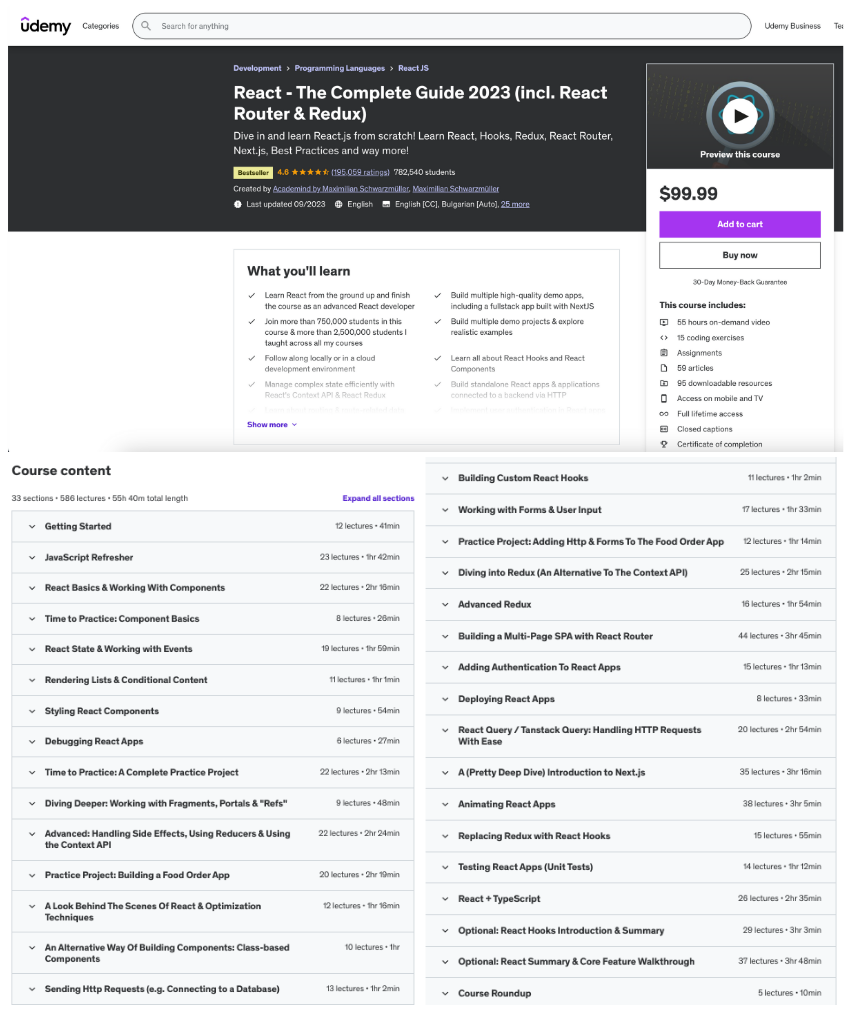 ûdemy
Categories
Search for anything
Udemy Business
Development > Programming Languages > React JS
React - The Complete Guide 2023 (incl. React
Router & Redux)
Dive in and learn React.js from scratch! Learn React, Hooks, Redux, React Router,
Next.js, Best Practices and way more!
Bestseller 4.6 (195,059 ratings) 782,540 students
Created by Academind by Maximilian Schwarzmüller, Maximilian Schwarzmüller
Last updated 09/2023 English English [CC], Bulgarian [Auto], 25 more
Preview this course
$99.99
Add to cart
Buy now
30-Day Money-Back Guarantee
This course includes:
55 hours on-demand video
15 coding exercises
Assignments
59 articles
95 downloadable resources
Access on mobile and TV
Full lifetime access
Closed captions
Certificate of completion
What you'll learn
Learn React from the ground up and finish
the course as an advanced React developer
Join more than 750,000 students in this
course & more than 2,500,000 students I
taught across all my courses
Follow along locally or in a cloud
development environment
Manage complex state efficiently with
React's Context API & React Redux
Build multiple high-quality demo apps,
including a fullstack app built with NextJS
Build multiple demo projects & explore
realistic examples
Learn all about React Hooks and React
Components
Build standalone React apps & applications
connected to a backend via HTTP
Show more
Course content
33 sections • 586 lectures • 55h 40m total length
Expand all sections
Getting Started 12 lectures • 41min
JavaScript Refresher 23 lectures • 1hr 42min
React Basics & Working With Components 22 lectures • 2hr 16min
Time to Practice: Component Basics 8 lectures • 26min
React State & Working with Events 19 lectures • 1hr 59min
Rendering Lists & Conditional Content 11 lectures • 1hr 1min
Styling React Components 9 lectures • 54min
Debugging React Apps 6 lectures • 27min
Time to Practice: A Complete Practice Project 22 lectures • 2hr 13min
Diving Deeper: Working with Fragments, Portals & "Refs" 9 lectures • 48min
Advanced: Handling Side Effects, Using Reducers & Using 22 lectures • 2hr 24min
the Context API
Practice Project: Building a Food Order App 20 lectures • 2hr 19min
A Look Behind The Scenes Of React & Optimization 12 lectures • 1hr 16min
Techniques
An Alternative Way Of Building Components: Class-based 10 lectures • 1hr
Components
Sending Http Requests (e.g. Connecting to a Database) 13 lectures • 1hr 2min
Building Custom React Hooks 11 lectures • 1hr 2min
Working with Forms & User Input 17 lectures • 1hr 33min
Practice Project: Adding Http & Forms To The Food Order App 12 lectures • 1hr 14min
Diving into Redux (An Alternative To The Context API) 25 lectures • 2hr 15min
Advanced Redux 16 lectures • 1hr 54min
Building a Multi-Page SPA with React Router 44 lectures • 3hr 45min
Adding Authentication To React Apps 15 lectures • 1hr 13min
Deploying React Apps 8 lectures • 33min
React Query / Tanstack Query: Handling HTTP Requests 20 lectures • 2hr 54min
With Ease
A (Pretty Deep Dive) Introduction to Next.js 35 lectures • 3hr 16min
Animating React Apps 38 lectures • 3hr 5min
Replacing Redux with React Hooks 15 lectures • 55min
Testing React Apps (Unit Tests) 14 lectures • 1hr 12min
React + TypeScript 26 lectures • 2hr 35min
Optional: React Hooks Introduction & Summary 29 lectures • 3hr 3min
Optional: React Summary & Core Feature Walkthrough 37 lectures • 3hr 48min
Course Roundup 5 lectures • 10min